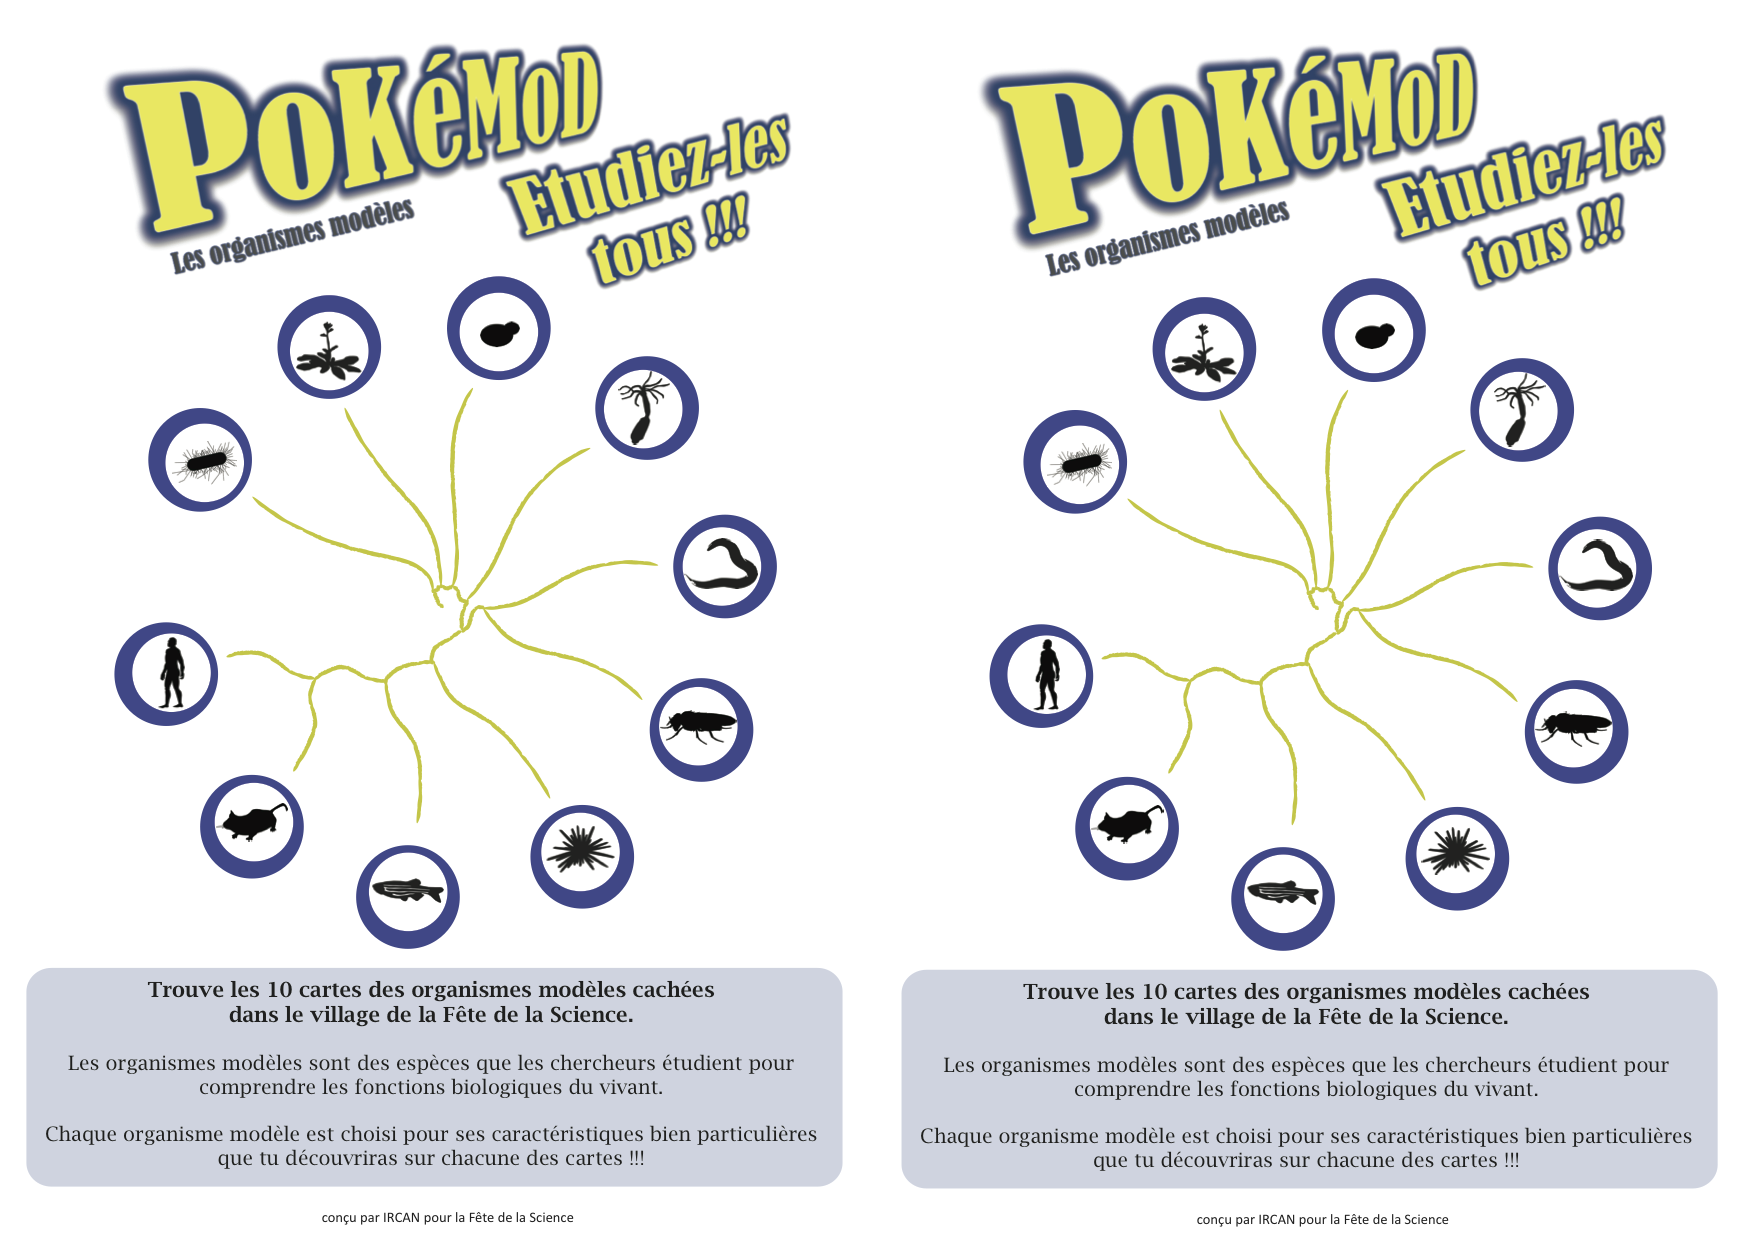 PoKéMoD
Les organismes modèles
Etudiez-les
tous !!!
Trouve les 10 cartes des organismes modèles cachées
dans le village de la Fête de la Science.
Les organismes modèles sont des espèces que les chercheurs étudient pour
comprendre les fonctions biologiques du vivant.
Chaque organisme modèle est choisi pour ses caractéristiques bien particulières
que tu découvriras sur chacune des cartes !!!
conçu par IRCAN pour la Fête de la Science
PoKéMoD
Les organismes modèles
Etudiez-les
tous !!!
Trouve les 10 cartes des organismes modèles cachées
dans le village de la Fête de la Science.
Les organismes modèles sont des espèces que les chercheurs étudient pour
comprendre les fonctions biologiques du vivant.
Chaque organisme modèle est choisi pour ses caractéristiques bien particulières
que tu découvriras sur chacune des cartes !!!
conçu par IRCAN pour la Fête de la Science